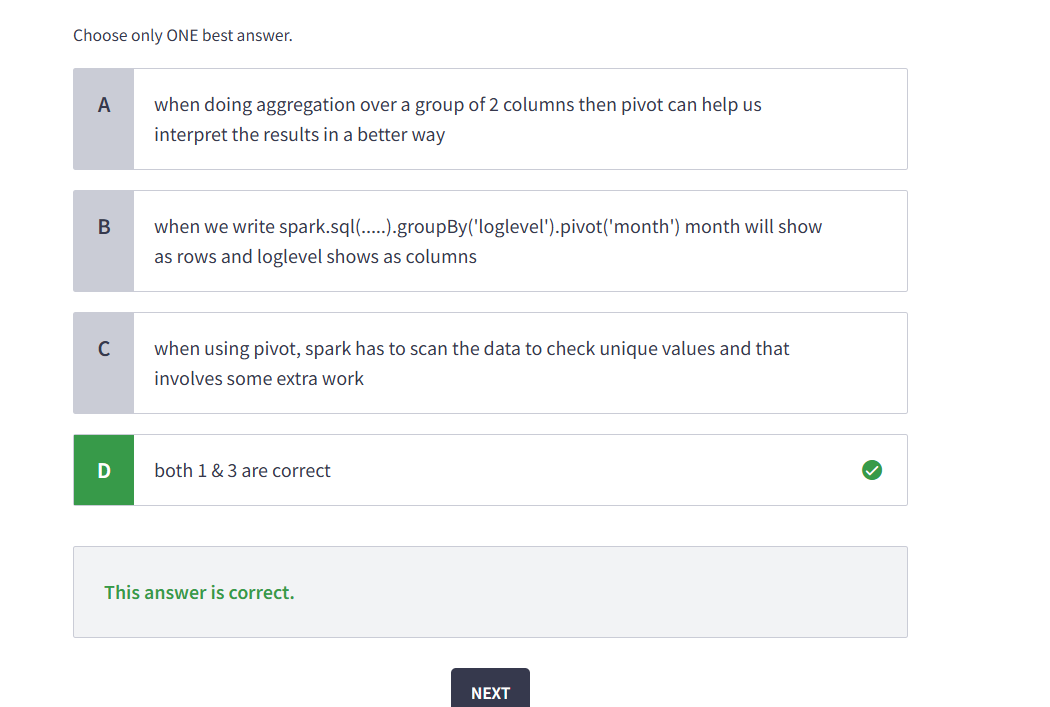 Choose only ONE best answer.
A
when doing aggregation over a group of 2 columns then pivot can help us
interpret the results in a better way
B
when we write spark.sql(.....).groupBy('loglevel').pivot('month') month will show
as rows and loglevel shows as columns
C
when using pivot, spark has to scan the data to check unique values and that
involves some extra work
D
both 1 & 3 are correct
This answer is correct.
NEXT